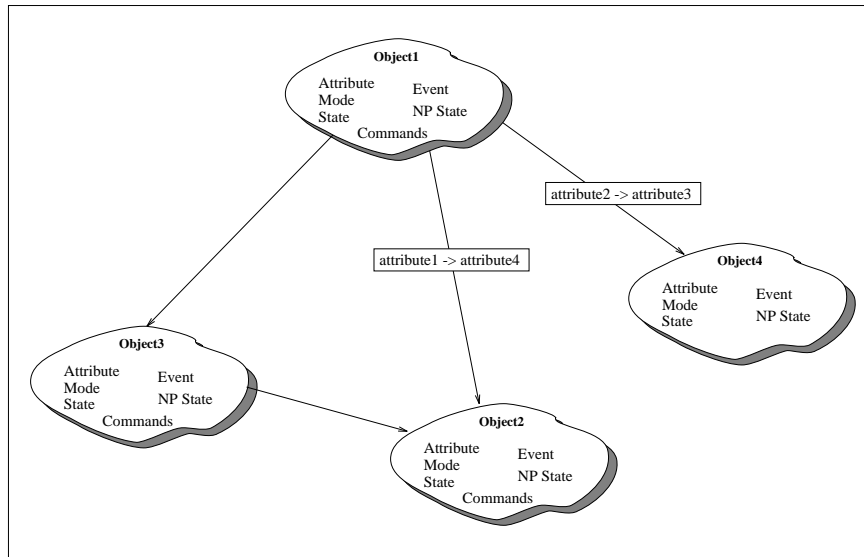 Object1
Attribute
Mode
State
Event
NP State
Commands
attribute2 -> attribute3
attribute1 -> attribute4
Object4
Attribute
Mode
State
Event
NP State
Object3
Attribute
Mode
State
Event
NP State
Commands
Object2
Attribute
Mode
State
Event
NP State
Commands